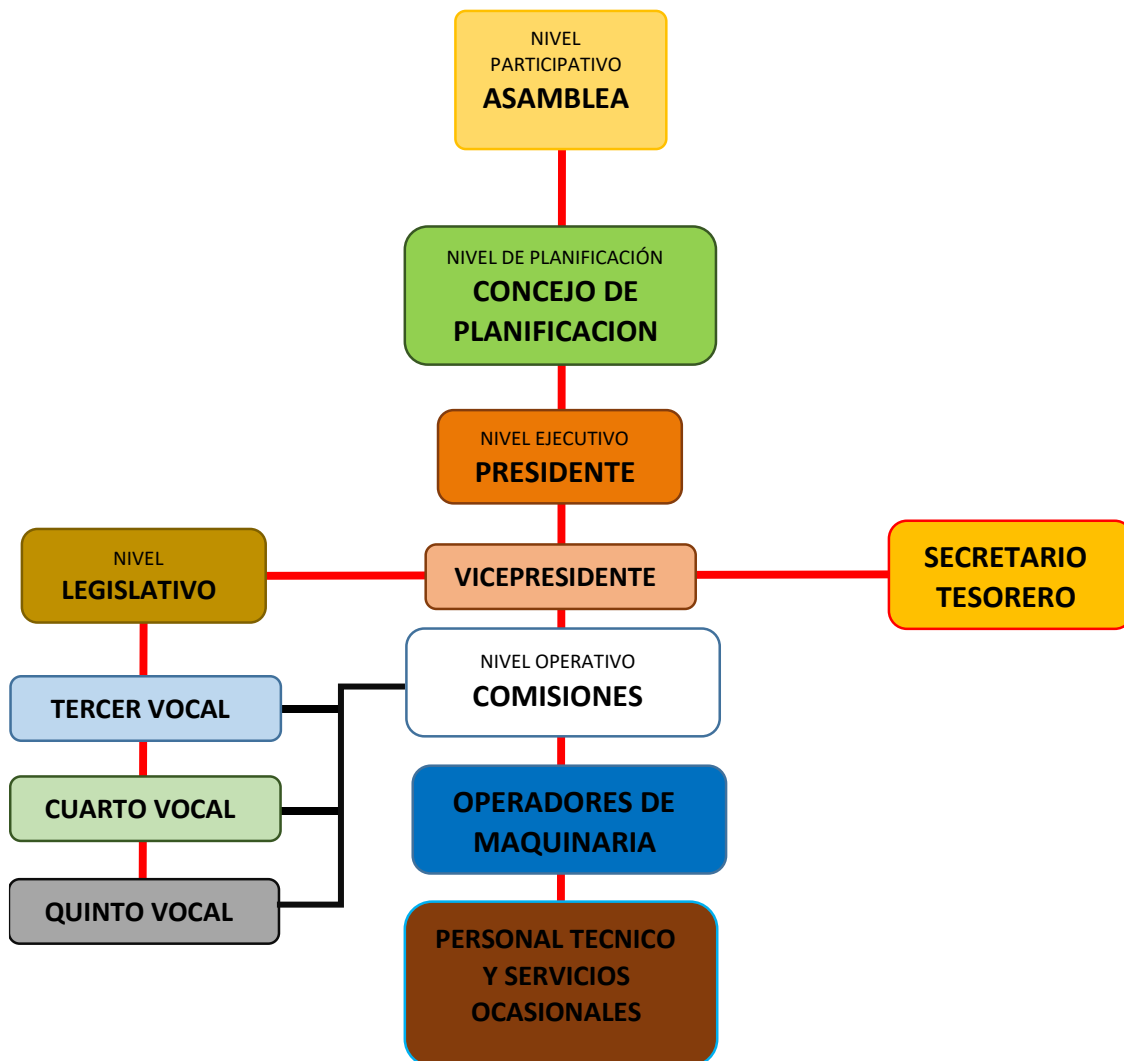 NIVEL
PARTICIPATIVO
ASAMBLEA
NIVEL DE PLANIFICACIÓN
CONCEJO DE
PLANIFICACION
NIVEL EJECUTIVO
PRESIDENTE
NIVEL
LEGISLATIVO
VICEPRESIDENTE
SECRETARIO
TESORERO
NIVEL OPERATIVO
COMISIONES
TERCER VOCAL
CUARTO VOCAL
QUINTO VOCAL
OPERADORES DE
MAQUINARIA
PERSONAL TECNICO
Y SERVICIOS
OCASIONALES